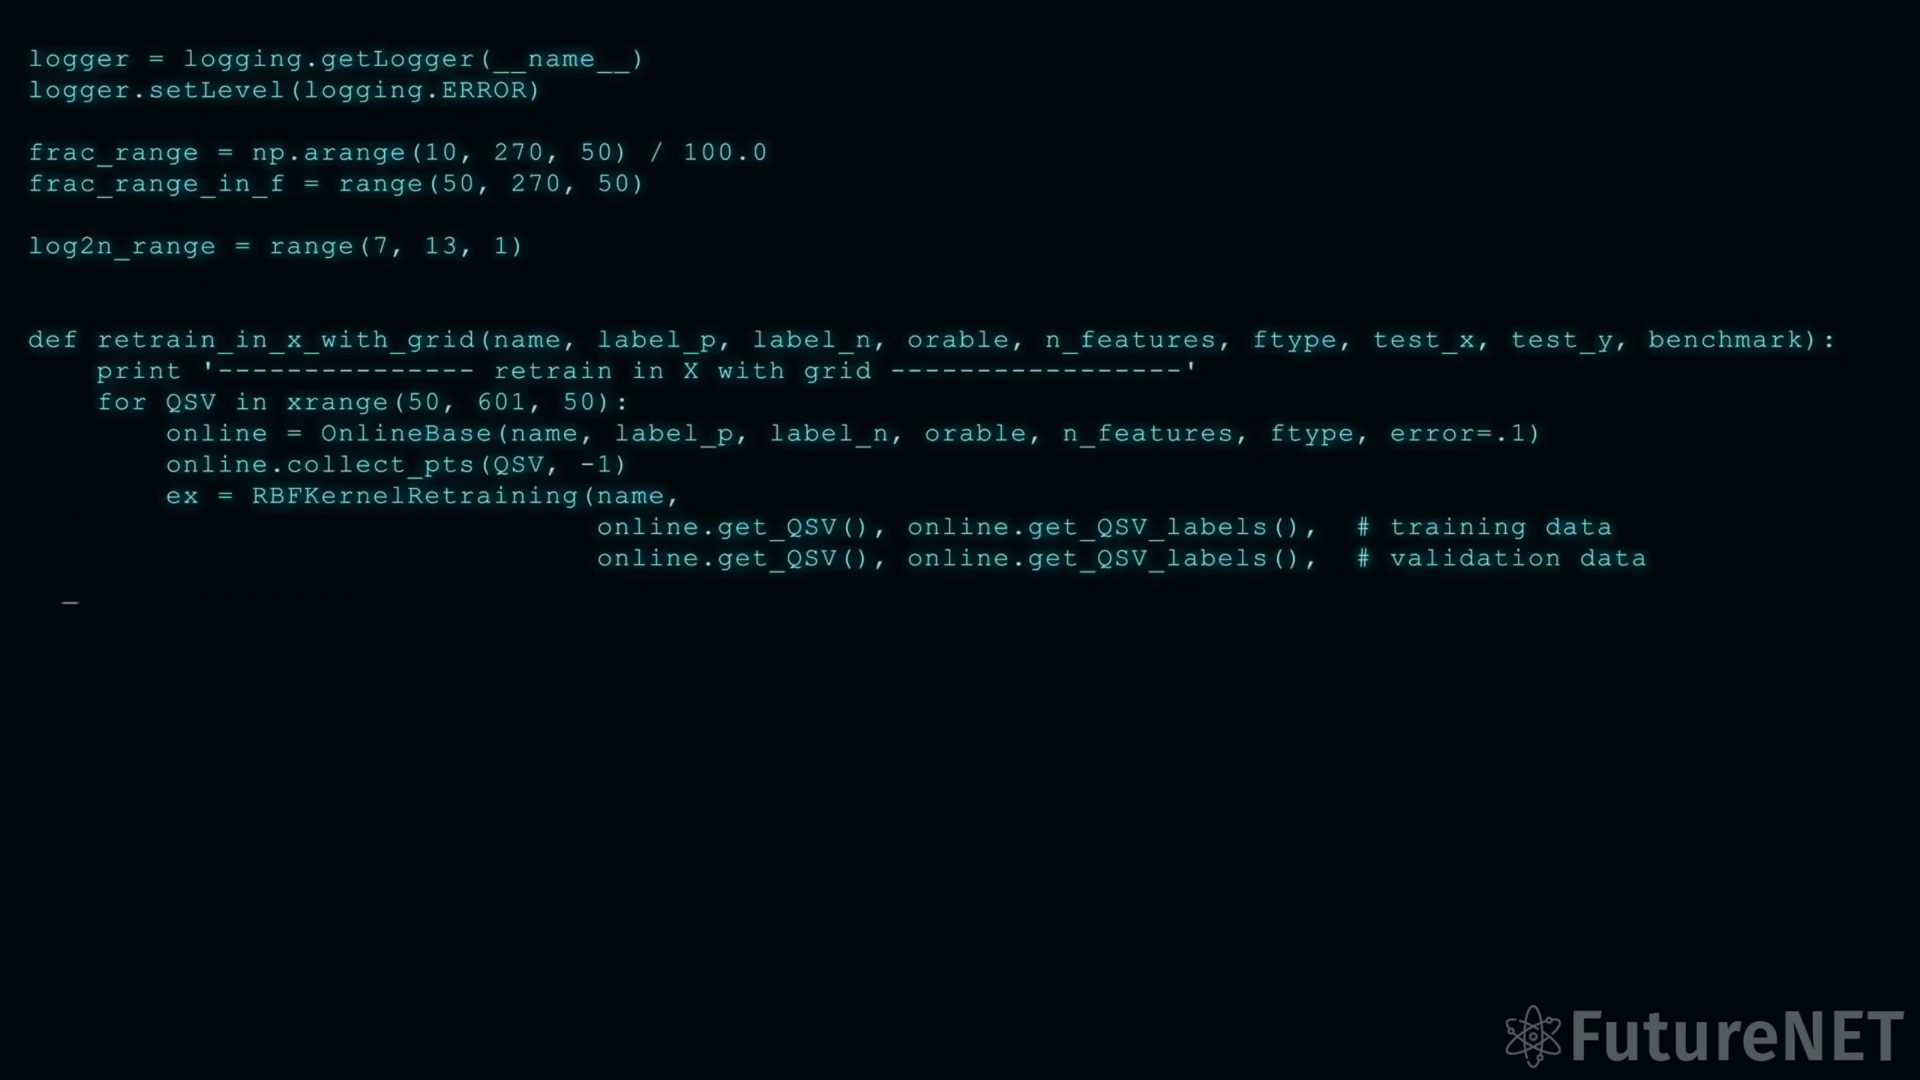 logger = logging.getLogger(__name__)
logger.setLevel(logging.ERROR)
frac_range = np.arange(10, 270, 50) / 100.0
frac_range_in_f = range(50, 270, 50)
log2n_range = range(7, 13, 1)
def retrain_in_x_with_grid(name, label_p, label_n, orable, n_features, ftype, test_x, test_y, benchmark):
    print '--------------- retrain in X with grid -----------------'
    for QSV in xrange(50, 601, 50):
        online = OnlineBase(name, label_p, label_n, orable, n_features, ftype, error=.1)
        online.collect_pts(QSV, -1)
        ex = RBFKernelRetraining(name,
                                 online.get_QSV(), online.get_QSV_labels(),  # training data
                                 online.get_QSV(), online.get_QSV_labels(),  # validation data
_
FutureNET